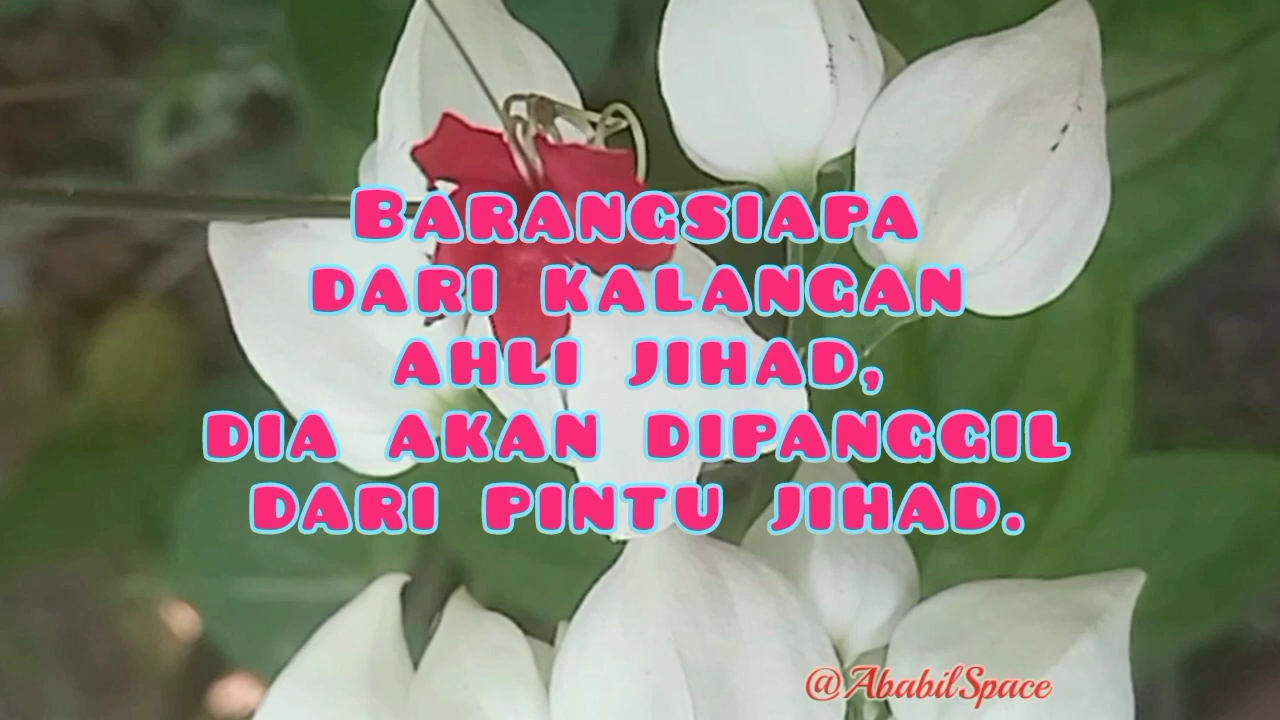 Barangsiapa
dari kalangan
ahli jihad,
dia akan dipanggil
dari pintu jihad.
@AbabilSpace